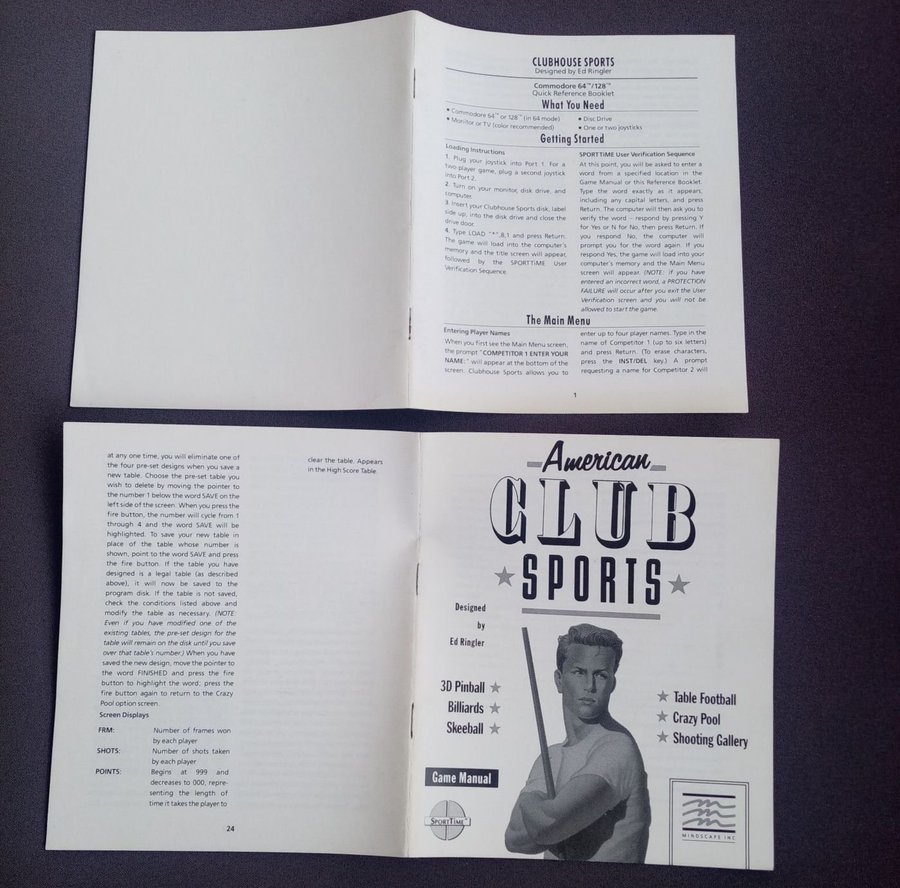 CLUBHOUSE SPORTS
Designed by Ed Ringler
Commodore 64™/128™
Quick Reference Booklet
What You Need
• Commodore 64™ or 128™ (in 64 mode)
• Monitor or TV (color recommended)
• Disc Drive
• One or two joysticks
Getting Started
Loading Instructions
1. Plug your joystick into Port 1. For a
two-player game, plug a second joystick
into Port 2.
2. Turn on your monitor, disk drive, and
computer.
3. Insert your Clubhouse Sports disk, label
side up, into the disk drive and close the
drive door.
4. Type LOAD "*",8,1 and press Return.
The game will load into the computer's
memory and the title screen will appear,
followed by the SPORTTiME User
Verification Sequence.
SPORTTiME User Verification Sequence
At this point, you will be asked to enter a
word from a specified location in the
Game Manual or this Reference Booklet.
Type the word exactly as it appears,
including any capital letters, and press
Return. The computer will then ask you to
verify the word – respond by pressing Y
for Yes or N for No, then press Return. If
you respond No, the computer will
prompt you for the word again. If you
respond Yes, the game will load into your
computer's memory and the Main Menu
screen will appear. (NOTE: if you have
entered an incorrect word, a PROTECTION
FAILURE will occur after you exit the User
Verification screen and you will not be
allowed to start the game.
The Main Menu
Entering Player Names
When you first see the Main Menu screen,
the prompt "COMPETITOR 1 ENTER YOUR
NAME:" will appear at the bottom of the
screen. Clubhouse Sports allows you to
enter up to four player names. Type in the
name of Competitor 1 (up to six letters)
and press Return. (To erase characters,
press the INST/DEL key.) A prompt
requesting a name for Competitor 2 will
1
at any one time, you will eliminate one of
the four pre-set designs when you save a
new table. Choose the pre-set table you
wish to delete by moving the pointer to
the number 1 below the word SAVE on the
left side of the screen. When you press the
fire button, the number will cycle from 1
through 4 and the word SAVE will be
highlighted. To save your new table in
place of the table whose number is
shown, point to the word SAVE and press
the fire button. If the table you have
designed is a legal table (as described
above), it will now be saved to the
program disk. If the table is not saved,
check the conditions listed above and
modify the table as necessary. (NOTE:
Even if you have modified one of the
existing tables, the pre-set design for the
table will remain on the disk until you save
over that table's number.) When you have
saved the new design, move the pointer to
the word FINISHED and press the fire
button to highlight the word; press the
fire button again to return to the Crazy
Pool option screen.
Screen Displays
FRM: Number of frames won
by each player
SHOTS: Number of shots taken
by each player
POINTS: Begins at 999 and
decreases to 000, repre-
senting the length of
time it takes the player to
clear the table. Appears
in the High Score Table.
24
American
CLUB
SPORTS
Designed
by
Ed Ringler
3D Pinball
Billiards
Skeeball
Table Football
Crazy Pool
Shooting Gallery
Game Manual
SPORTTiME™
MINDSCAPE INC